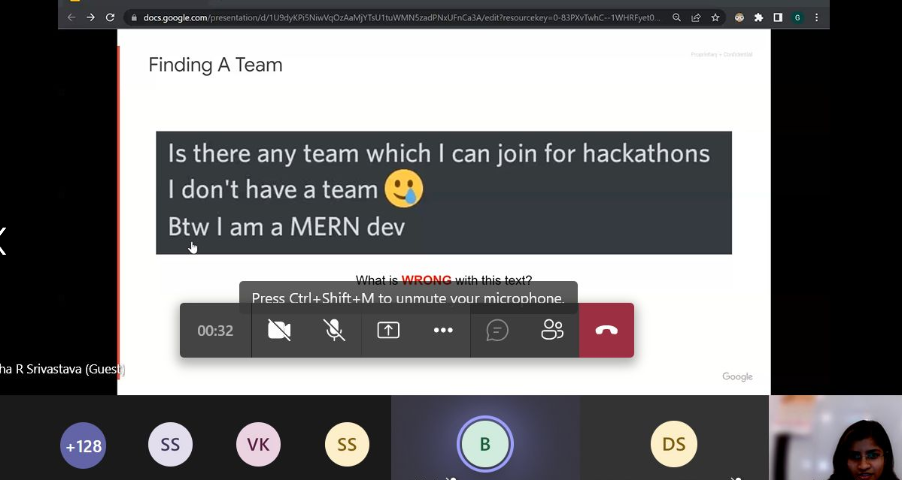 docs.google.com/presentation/d/1U9dyKPi5NiwVqOzAaMjYTsU1tuWMN5zadPNxUFnCa3A/edit?resourcekey=0-83PXvTwhC--1WHRFyet0...
G
Proprietary + Confidential
Finding A Team
Is there any team which I can join for hackathons
I don't have a team 🥲
Btw I am a MERN dev
What is WRONG with this text?
Press Ctrl+Shift+M to unmute your microphone.
00:32
ha R Srivastava (Guest)
Google
+128
SS
VK
SS
B
DS